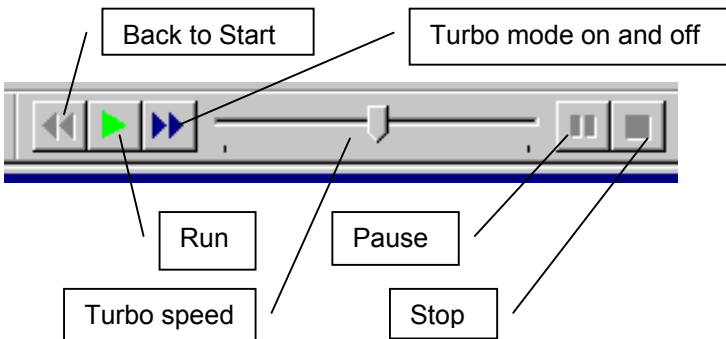 Back to Start
Turbo mode on and off
Run
Pause
Turbo speed
Stop